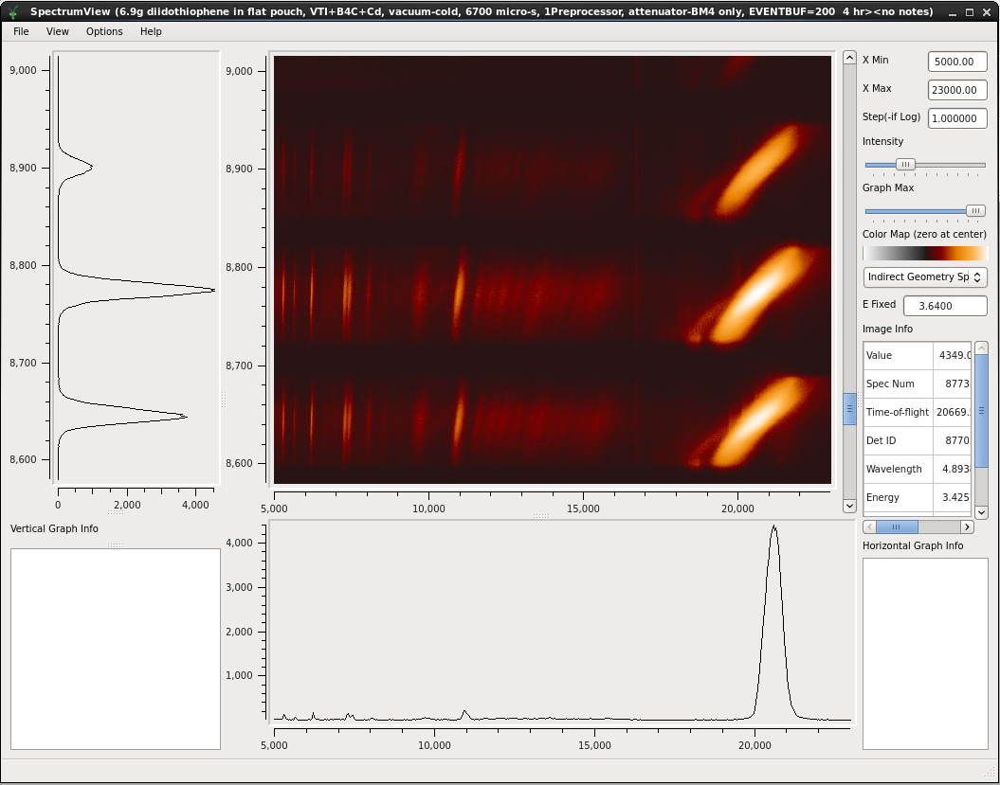 SpectrumView (6.9g diidothiophene in flat pouch, VTI+B4C+Cd, vacuum-cold, 6700 micro-s, 1Preprocessor, attenuator-BM4 only, EVENTBUF=200  4 hr><no notes)
File View Options Help
9,000
8,900
8,800
8,700
8,600
0 2,000 4,000
9,000
8,900
8,800
8,700
8,600
5,000 10,000 15,000 20,000
X Min 5000.00
X Max 23000.00
Step(-if Log) 1.000000
Intensity
Graph Max
Color Map (zero at center)
Indirect Geometry Sp
E Fixed 3.6400
Image Info
Value 4349.0
Spec Num 8773
Time-of-flight 20669.
Det ID 8770
Wavelength 4.893
Energy 3.425
Vertical Graph Info
4,000
3,000
2,000
1,000
5,000 10,000 15,000 20,000
Horizontal Graph Info